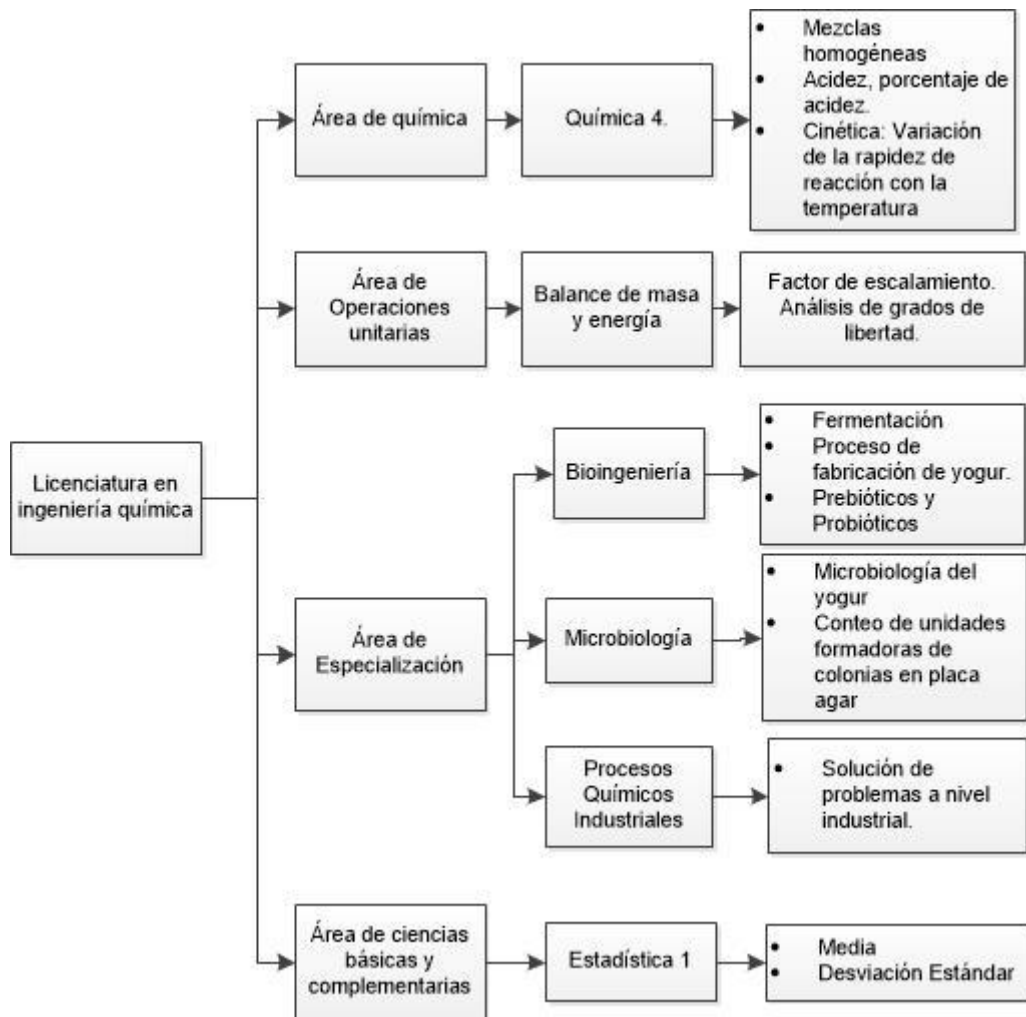 Licenciatura en
ingeniería química
Área de química
Química 4.
• Mezclas
homogéneas
• Acidez, porcentaje de
acidez.
• Cinética: Variación
de la rapidez de
reacción con la
temperatura
Área de
Operaciones
unitarias
Balance de masa
y energía
Factor de escalamiento.
Análisis de grados de
libertad.
Área de
Especialización
Bioingeniería
• Fermentación
• Proceso de
fabricación de yogur.
• Prebióticos y
Probióticos
Microbiología
• Microbiología del
yogur
• Conteo de unidades
formadoras de
colonias en placa
agar
Procesos
Químicos
Industriales
• Solución de
problemas a nivel
industrial.
Área de ciencias
básicas y
complementarias
Estadística 1
• Media
• Desviación Estándar